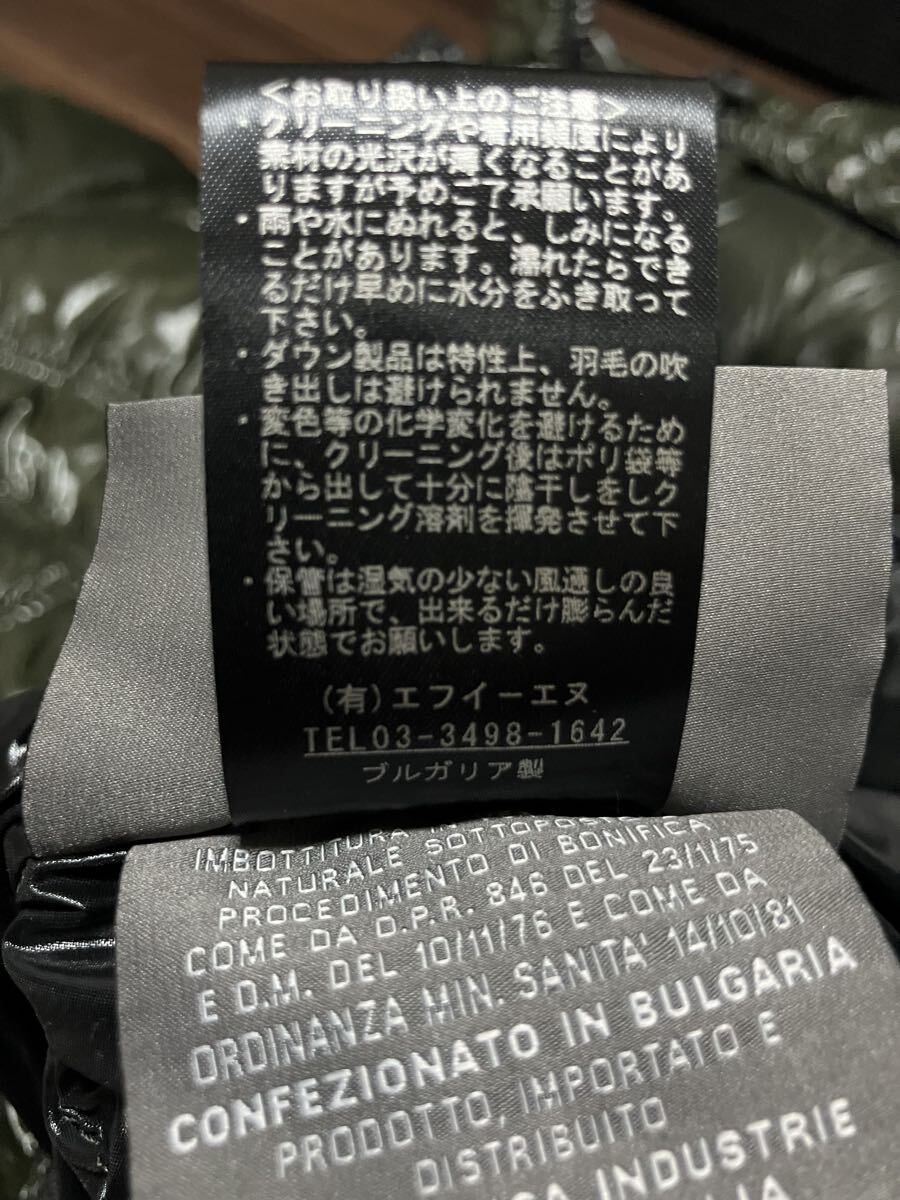 <お取り扱い上のご注意>
・クリーニングや着用頻度により
素材の光沢が薄くなることがあ
りますが予めご了承願います。
・雨や水にぬれると、しみになる
ことがあります。濡れたらでき
るだけ早めに水分をふき取って
下さい。
・ダウン製品は特性上、羽毛の吹
き出しは避けられません。
・変色等の化学変化を避けるため
に、クリーニング後はポリ袋等
から出して十分に陰干しをしク
リーニング溶剤を揮発させて下
さい。
・保管は湿気の少ない風通しの良
い場所で、出来るだけ膨らんだ
状態でお願いします。
(有)エフイーエヌ
TEL03-3498-1642
ブルガリア製
IMBOTTITURA
NATURALE SOTTOPOSTO
PROCEDIMENTO DI BONIFICA
COME DA D.P.R. 846 DEL 23/1/75
E D.M. DEL 10/11/76 E COME DA
ORDINANZA MIN. SANITA' 14/10/81
CONFEZIONATO IN BULGARIA
PRODOTTO, IMPORTATO E
DISTRIBUITO
INDUSTRIE